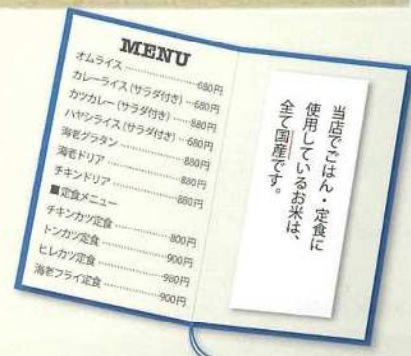 MENU
オムライス ………………680円
カレーライス(サラダ付き) …680円
カツカレー(サラダ付き) ……880円
ハヤシライス(サラダ付き) …680円
海老グラタン ………………880円
海老ドリア ………………880円
チキンドリア ………………880円
■定食メニュー
チキンカツ定食 ……………800円
トンカツ定食 ………………900円
ヒレカツ定食 ………………980円
海老フライ定食 ……………900円
当店でごはん・定食に
使用しているお米は、
全て国産です。